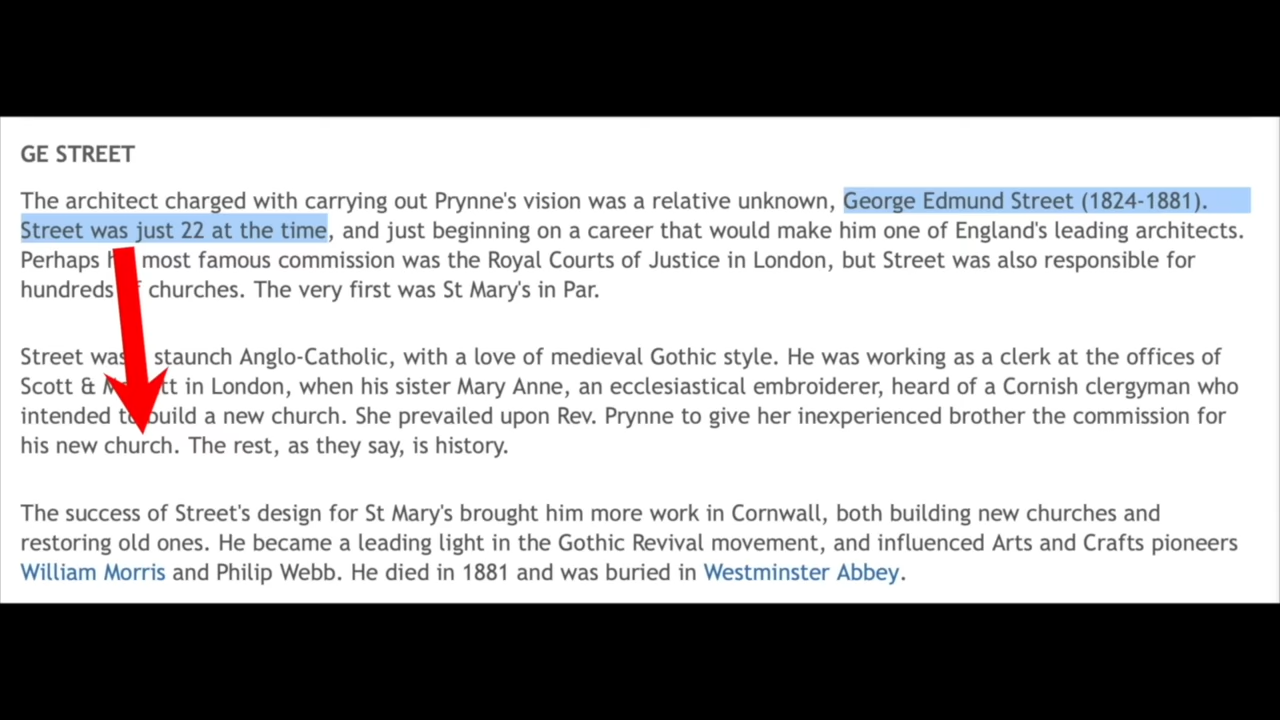 GE STREET
The architect charged with carrying out Prynne's vision was a relative unknown, George Edmund Street (1824-1881).
Street was just 22 at the time, and just beginning on a career that would make him one of England's leading architects.
Perhaps most famous commission was the Royal Courts of Justice in London, but Street was also responsible for
hundreds churches. The very first was St Mary's in Par.
Street was staunch Anglo-Catholic, with a love of medieval Gothic style. He was working as a clerk at the offices of
Scott & in London, when his sister Mary Anne, an ecclesiastical embroiderer, heard of a Cornish clergyman who
intended to build a new church. She prevailed upon Rev. Prynne to give her inexperienced brother the commission for
his new church. The rest, as they say, is history.
The success of Street's design for St Mary's brought him more work in Cornwall, both building new churches and
restoring old ones. He became a leading light in the Gothic Revival movement, and influenced Arts and Crafts pioneers
William Morris and Philip Webb. He died in 1881 and was buried in Westminster Abbey.